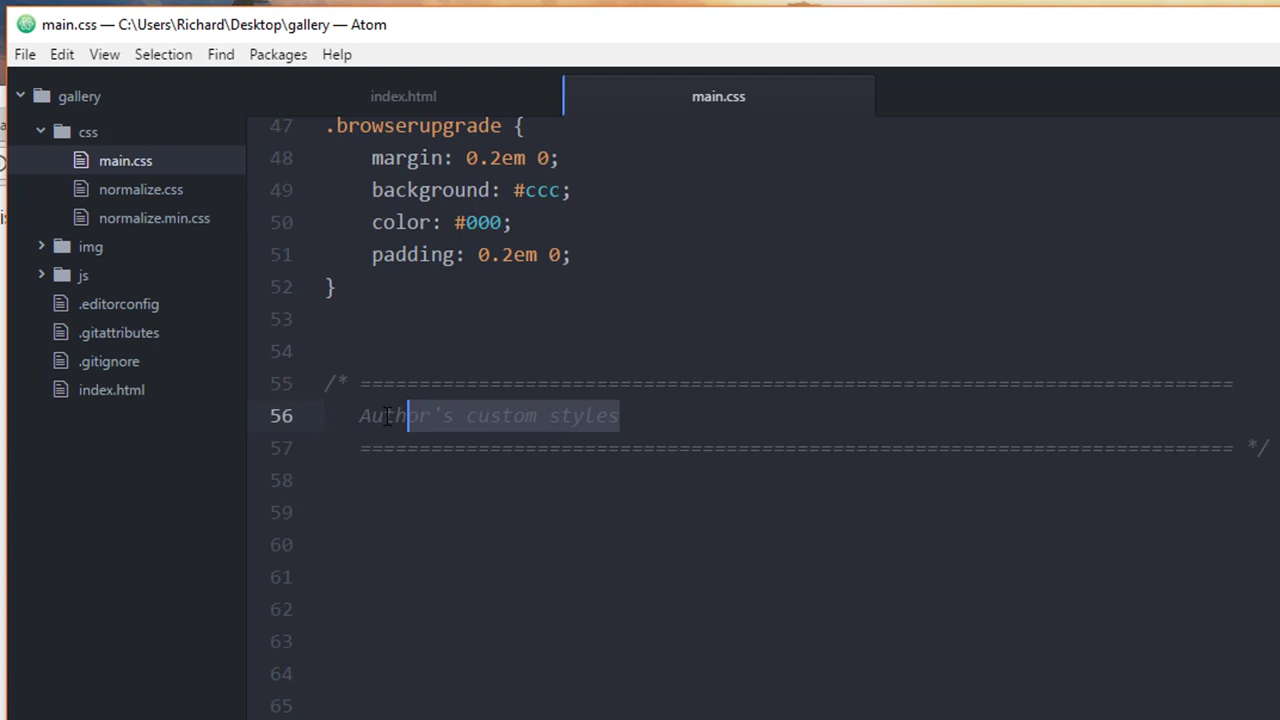 main.css — C:\Users\Richard\Desktop\gallery — Atom
File Edit View Selection Find Packages Help
gallery
css
main.css
normalize.css
normalize.min.css
img
js
.editorconfig
.gitattributes
.gitignore
index.html
index.html main.css
47 .browserupgrade {
48 margin: 0.2em 0;
49 background: #ccc;
50 color: #000;
51 padding: 0.2em 0;
52 }
53
54
55 /* ==========================================================================
56 Author's custom styles
57 ========================================================================== */
58
59
60
61
62
63
64
65